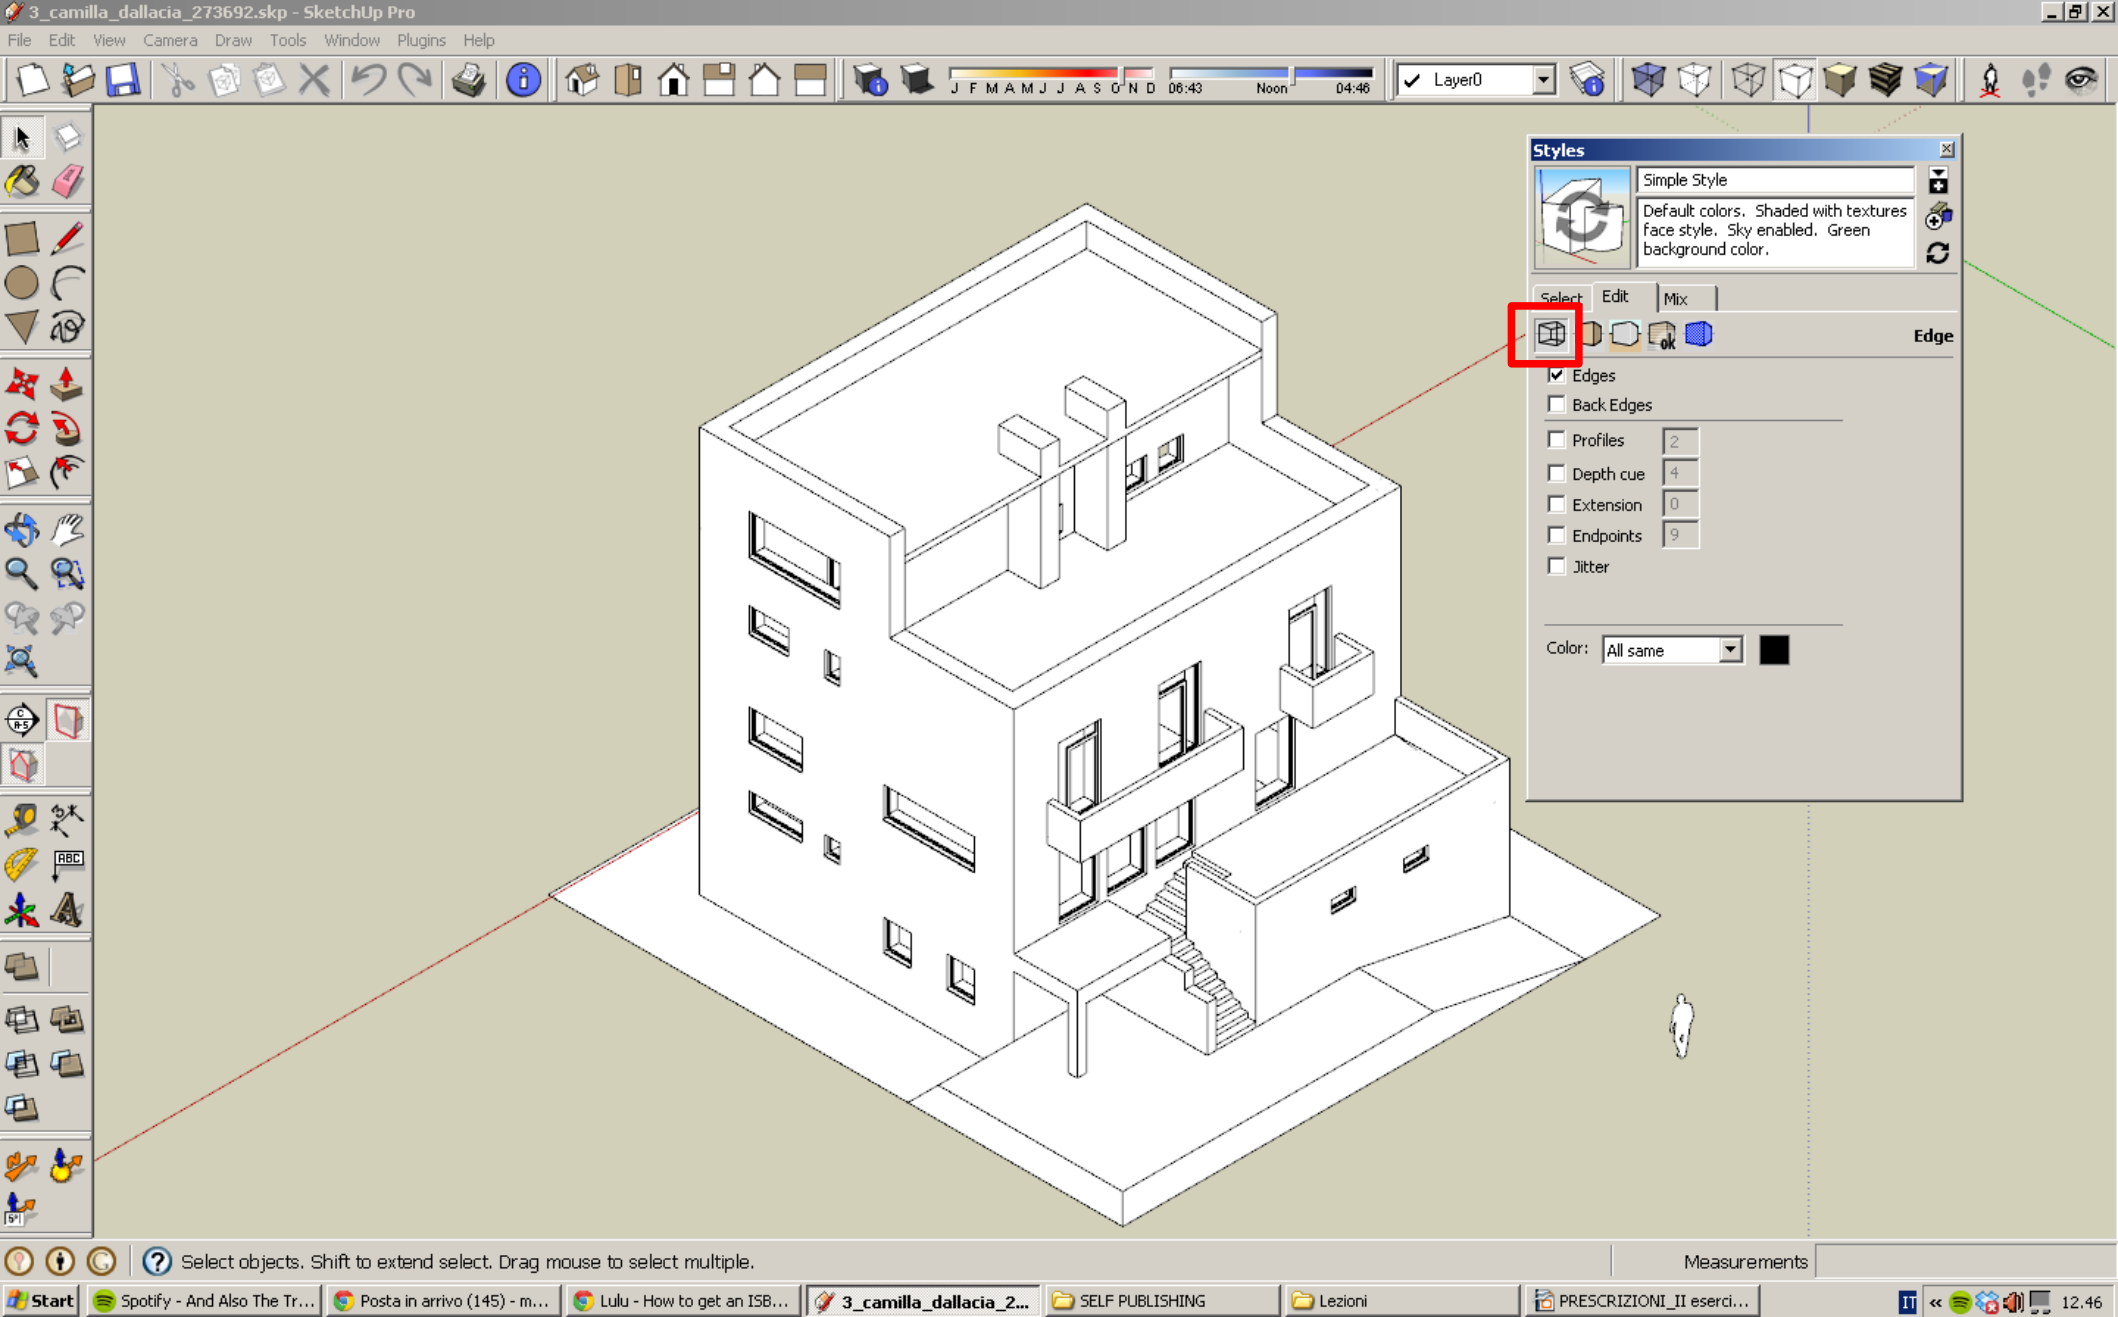 3_camilla_dallacia_273692.skp - SketchUp Pro
File Edit View Camera Draw Tools Window Plugins Help
J F M A M J J A S O N D 06:43 Noon 04:46 Layer0
Styles
Simple Style
Default colors. Shaded with textures
face style. Sky enabled. Green
background color.
Select Edit Mix
ok
Edge
Edges
Back Edges
Profiles 2
Depth cue 4
Extension 0
Endpoints 9
Jitter
Color: All same
C
A-5
ABC
A
Select objects. Shift to extend select. Drag mouse to select multiple.
Measurements
Start Spotify - And Also The Tr... Posta in arrivo (145) - m... Lulu - How to get an ISB... 3_camilla_dallacia_2... SELF PUBLISHING Lezioni PRESCRIZIONI_II eserci... IT « 12.46